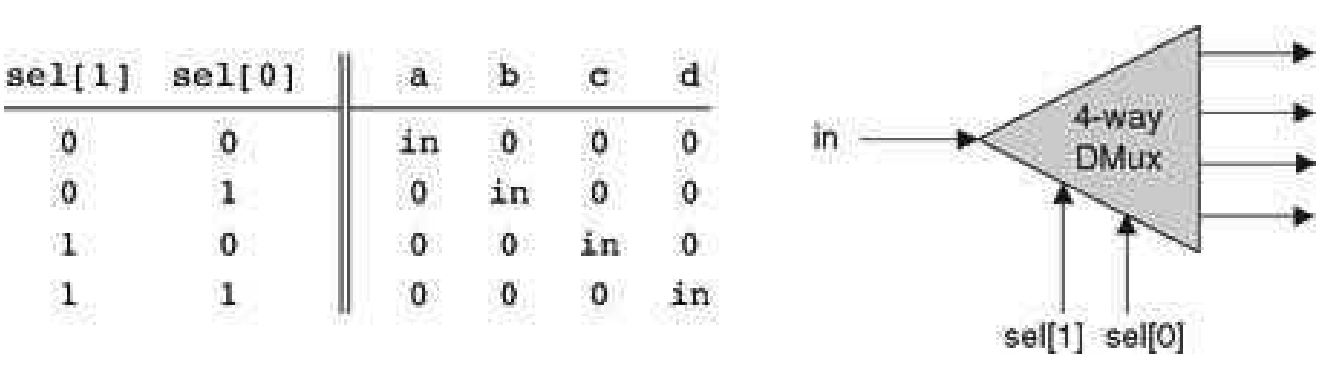 sel[1] sel[0] a b c d
0 0 in 0 0 0
0 1 0 in 0 0
1 0 0 0 in 0
1 1 0 0 0 in
in
4-way
DMux
sel[1] sel[0]